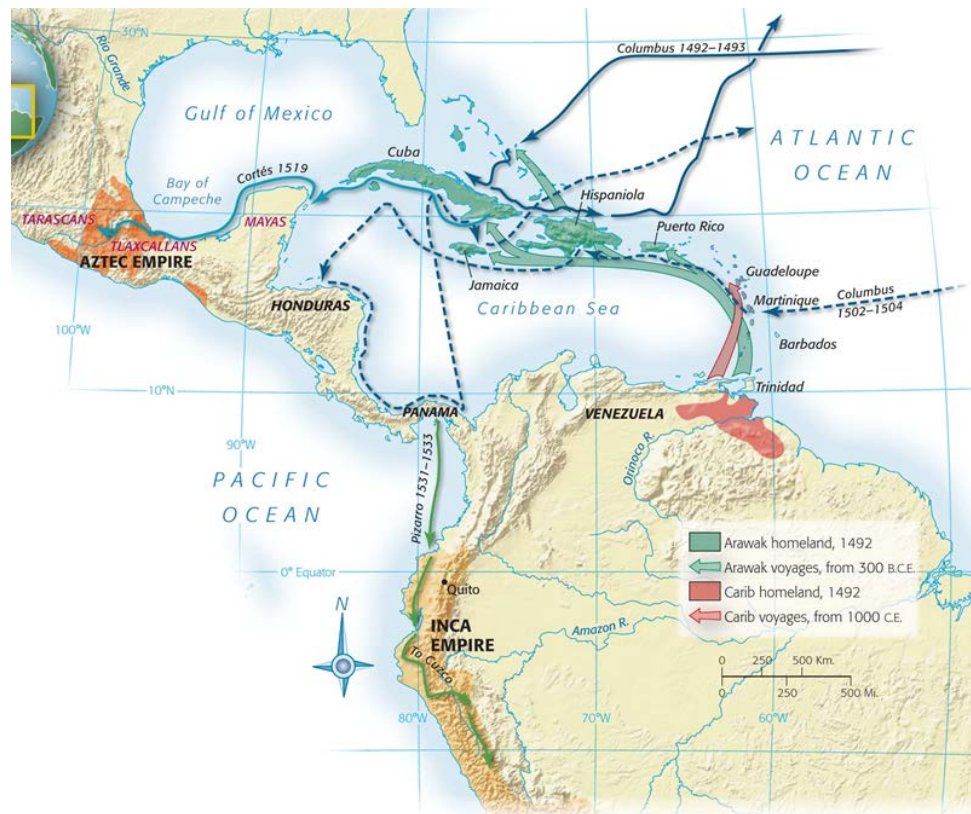 30°N
Rio Grande
Columbus 1492–1493
Gulf of Mexico
ATLANTIC
OCEAN
Cuba
Cortés 1519
Bay of
Campeche
Hispaniola
TARASCANS
MAYAS
Puerto Rico
TLAXCALLANS
AZTEC EMPIRE
Jamaica
Guadeloupe
HONDURAS
Caribbean Sea
Martinique
Columbus
1502–1504
100°W
Barbados
10°N
Trinidad
PANAMA
VENEZUELA
90°W
Orinoco R.
PACIFIC
OCEAN
Pizarro 1531–1533
Arawak homeland, 1492
Arawak voyages, from 300 B.C.E.
Carib homeland, 1492
Carib voyages, from 1000 C.E.
0° Equator
Quito
N
INCA
EMPIRE
Amazon R.
To Cuzco
0 250 500 Km.
0 250 500 Mi.
80°W
70°W
60°W